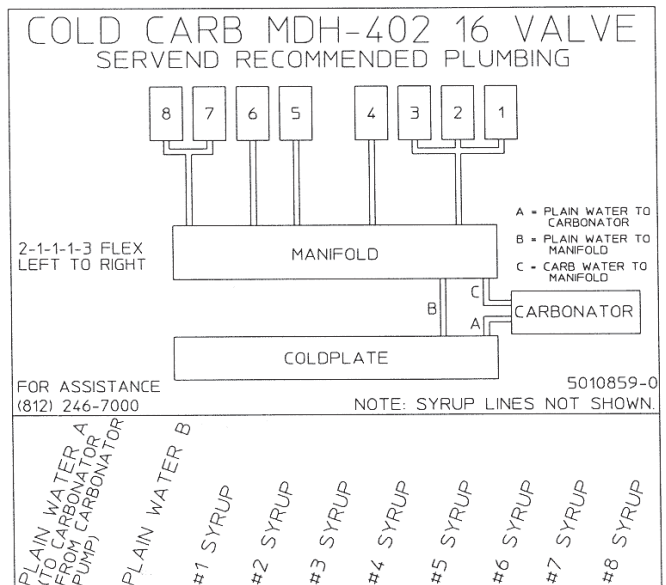 COLD CARB MDH-402 16 VALVE
SERVEND RECOMMENDED PLUMBING
8 7 6 5 4 3 2 1
A = PLAIN WATER TO
CARBONATOR
B = PLAIN WATER TO
MANIFOLD
C = CARB WATER TO
MANIFOLD
2-1-1-1-3 FLEX
LEFT TO RIGHT
MANIFOLD
C
B
CARBONATOR
A
COLDPLATE
FOR ASSISTANCE
(812) 246-7000
5010859-0
NOTE: SYRUP LINES NOT SHOWN.
PLAIN WATER A
(TO CARBONATOR
FROM CARBONATOR
PUMP)
PLAIN WATER B
#1 SYRUP
#2 SYRUP
#3 SYRUP
#4 SYRUP
#5 SYRUP
#6 SYRUP
#7 SYRUP
#8 SYRUP